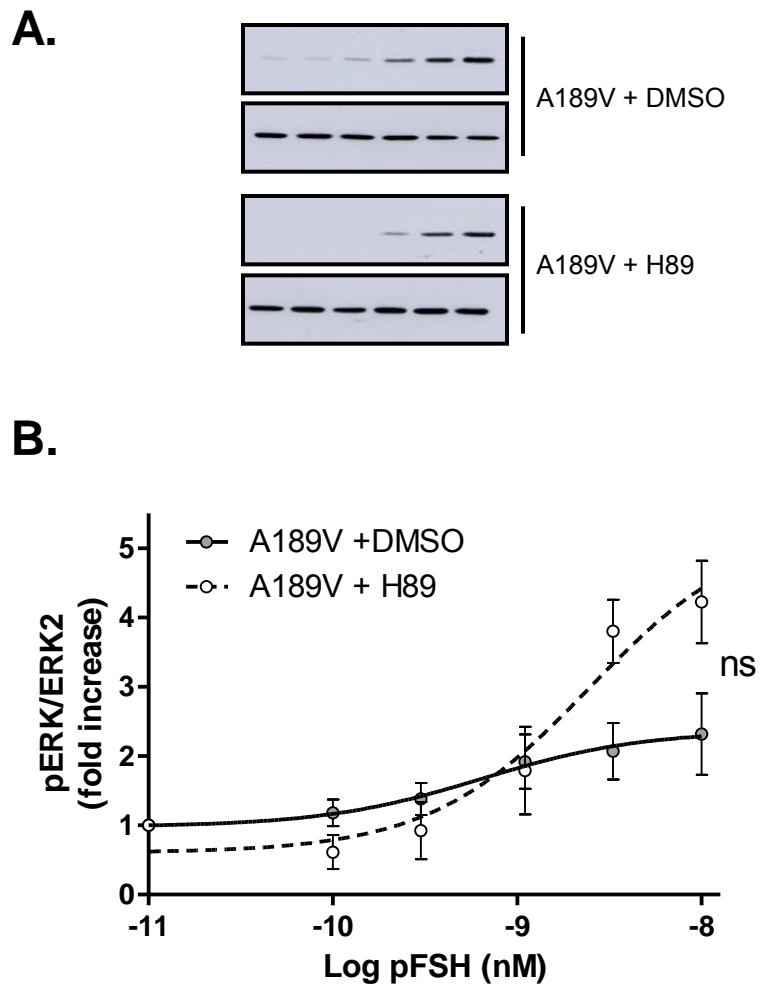 A.
A189V + DMSO
A189V + H89
B.
A189V +DMSO
A189V + H89
pERK/ERK2
(fold increase)
5
4
3
2
1
0
ns
-11 -10 -9 -8
Log pFSH (nM)